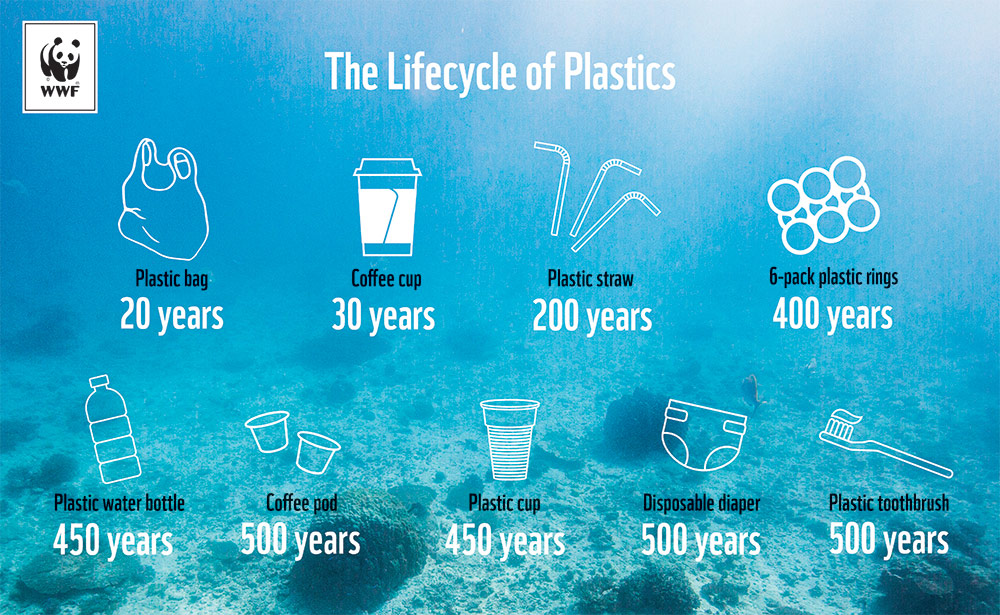 WWF
The Lifecycle of Plastics
Plastic bag
20 years
Coffee cup
30 years
Plastic straw
200 years
6-pack plastic rings
400 years
Plastic water bottle
450 years
Coffee pod
500 years
Plastic cup
450 years
Disposable diaper
500 years
Plastic toothbrush
500 years